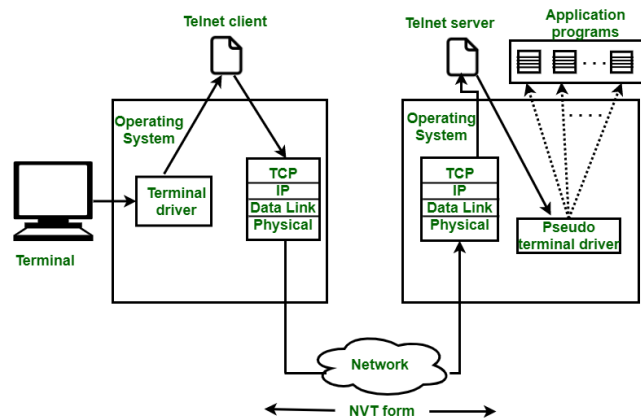 Telnet client
Telnet server
Application
programs
Operating
System
Operating
System
Terminal
driver
TCP
IP
Data Link
Physical
TCP
IP
Data Link
Physical
Pseudo
terminal driver
Terminal
Network
NVT form